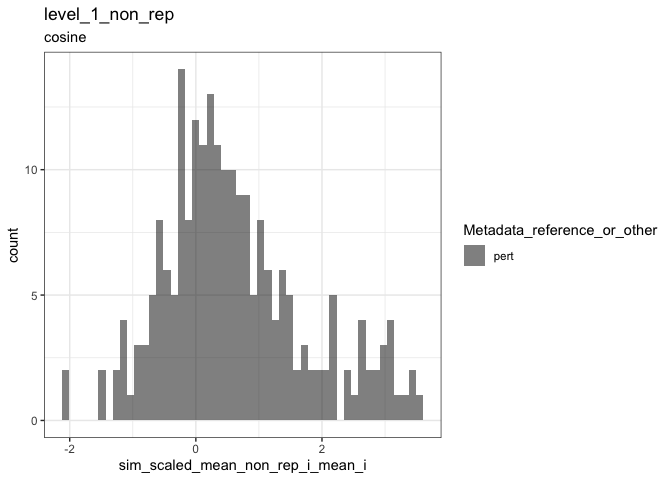 level_1_non_rep
cosine
10
5
0
count
-2
0
2
sim_scaled_mean_non_rep_i_mean_i
Metadata_reference_or_other
pert